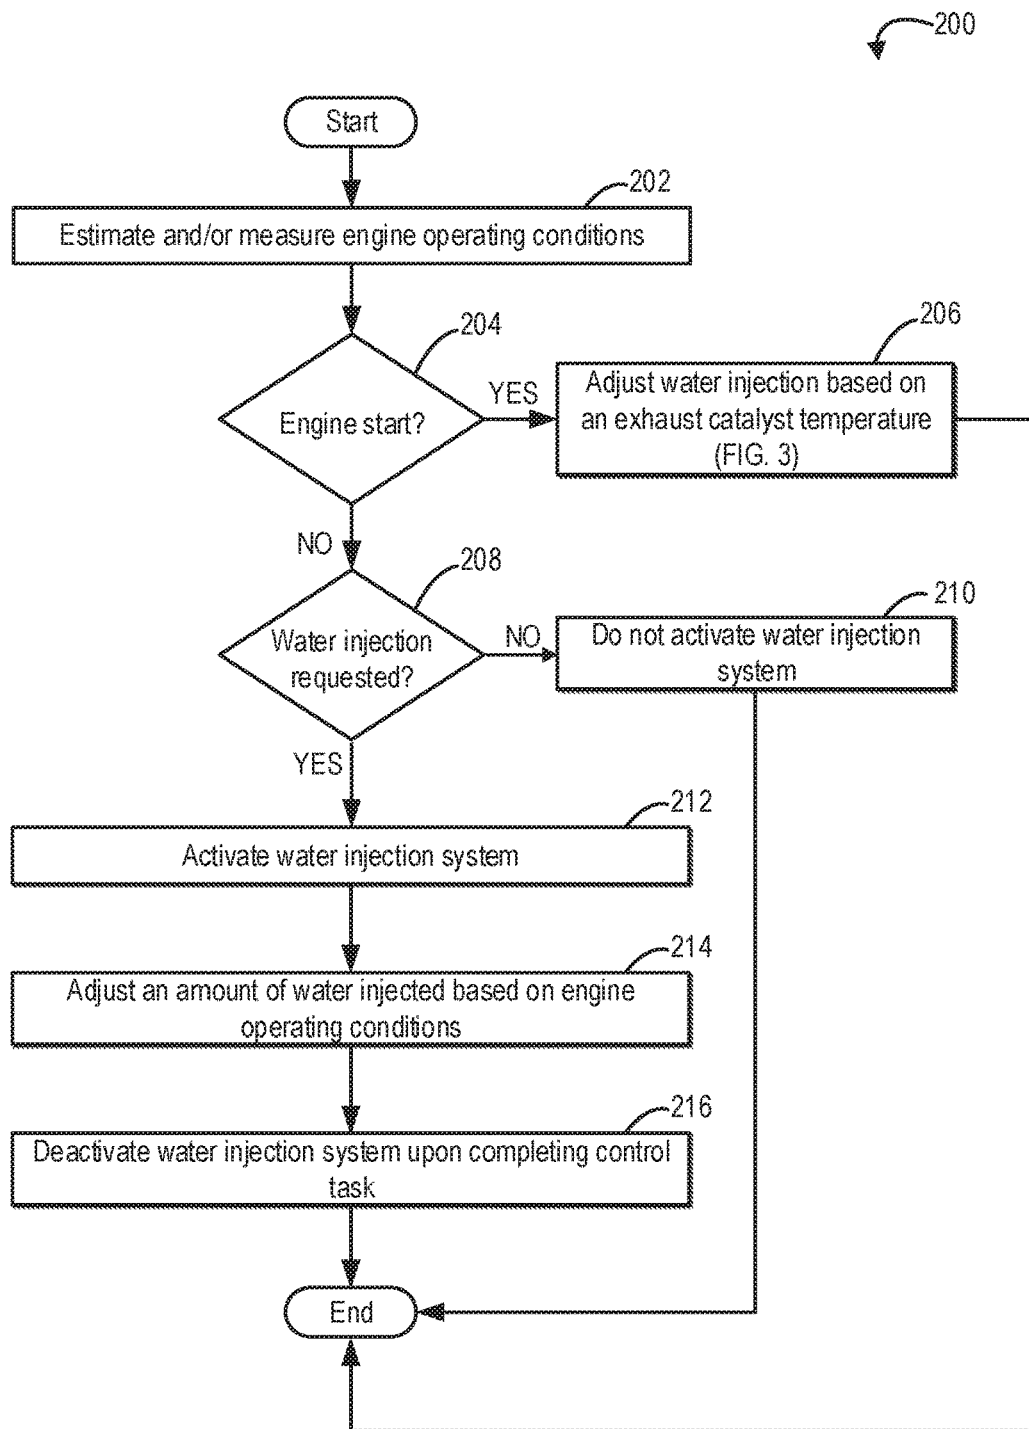 200
Start
202
Estimate and/or measure engine operating conditions
204
Engine start?
YES
206
Adjust water injection based on
an exhaust catalyst temperature
(FIG. 3)
NO
208
Water injection
requested?
NO
210
Do not activate water injection
system
YES
212
Activate water injection system
214
Adjust an amount of water injected based on engine
operating conditions
216
Deactivate water injection system upon completing control
task
End